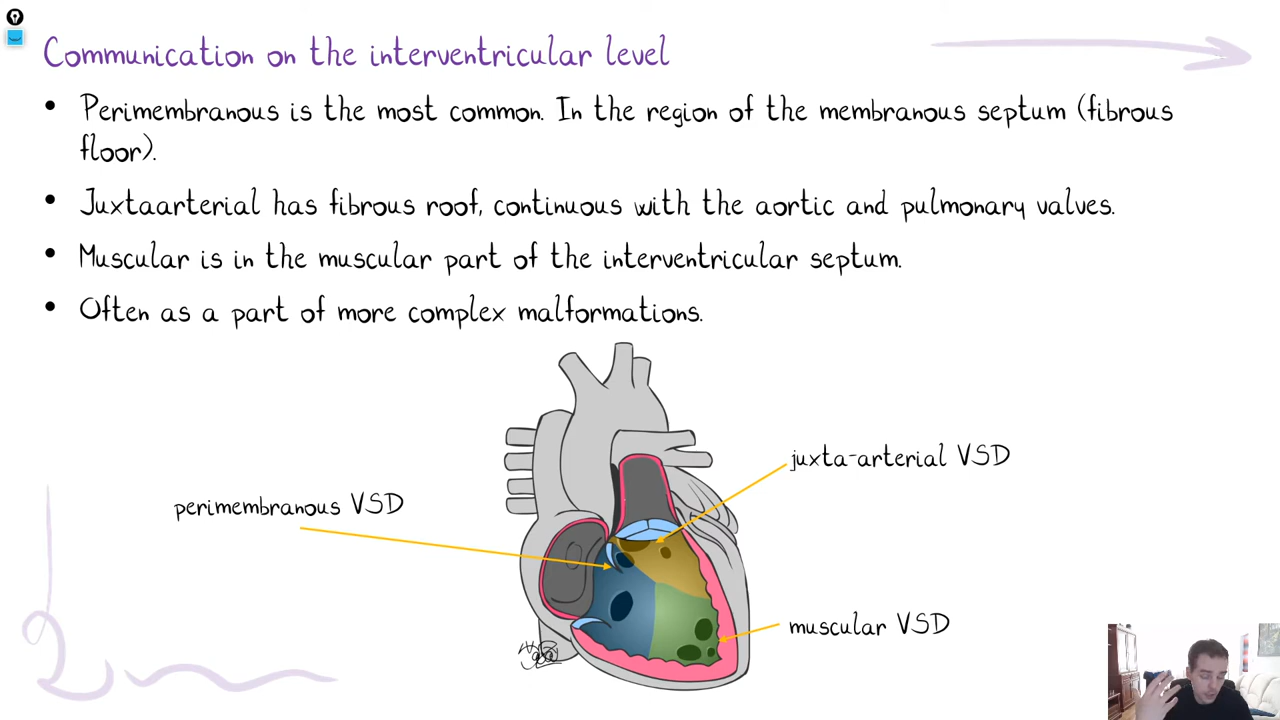 Communication on the interventricular level
• Perimembranous is the most common. In the region of the membranous septum (fibrous
floor).
• Juxtaarterial has fibrous roof, continuous with the aortic and pulmonary valves.
• Muscular is in the muscular part of the interventricular septum.
• Often as a part of more complex malformations.
juxta-arterial VSD
perimembranous VSD
muscular VSD